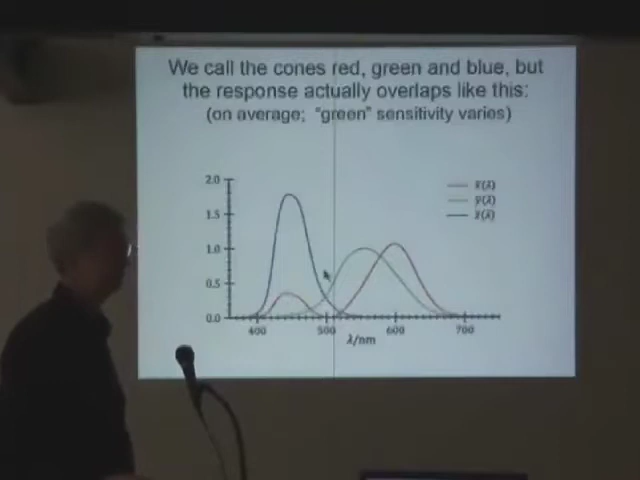 We call the cones red, green and blue, but
the response actually overlaps like this:
(on average; "green" sensitivity varies)
2.0
1.5
1.0
0.5
0.0
x̄(λ)
ȳ(λ)
z̄(λ)
400 500 600 700
λ/nm